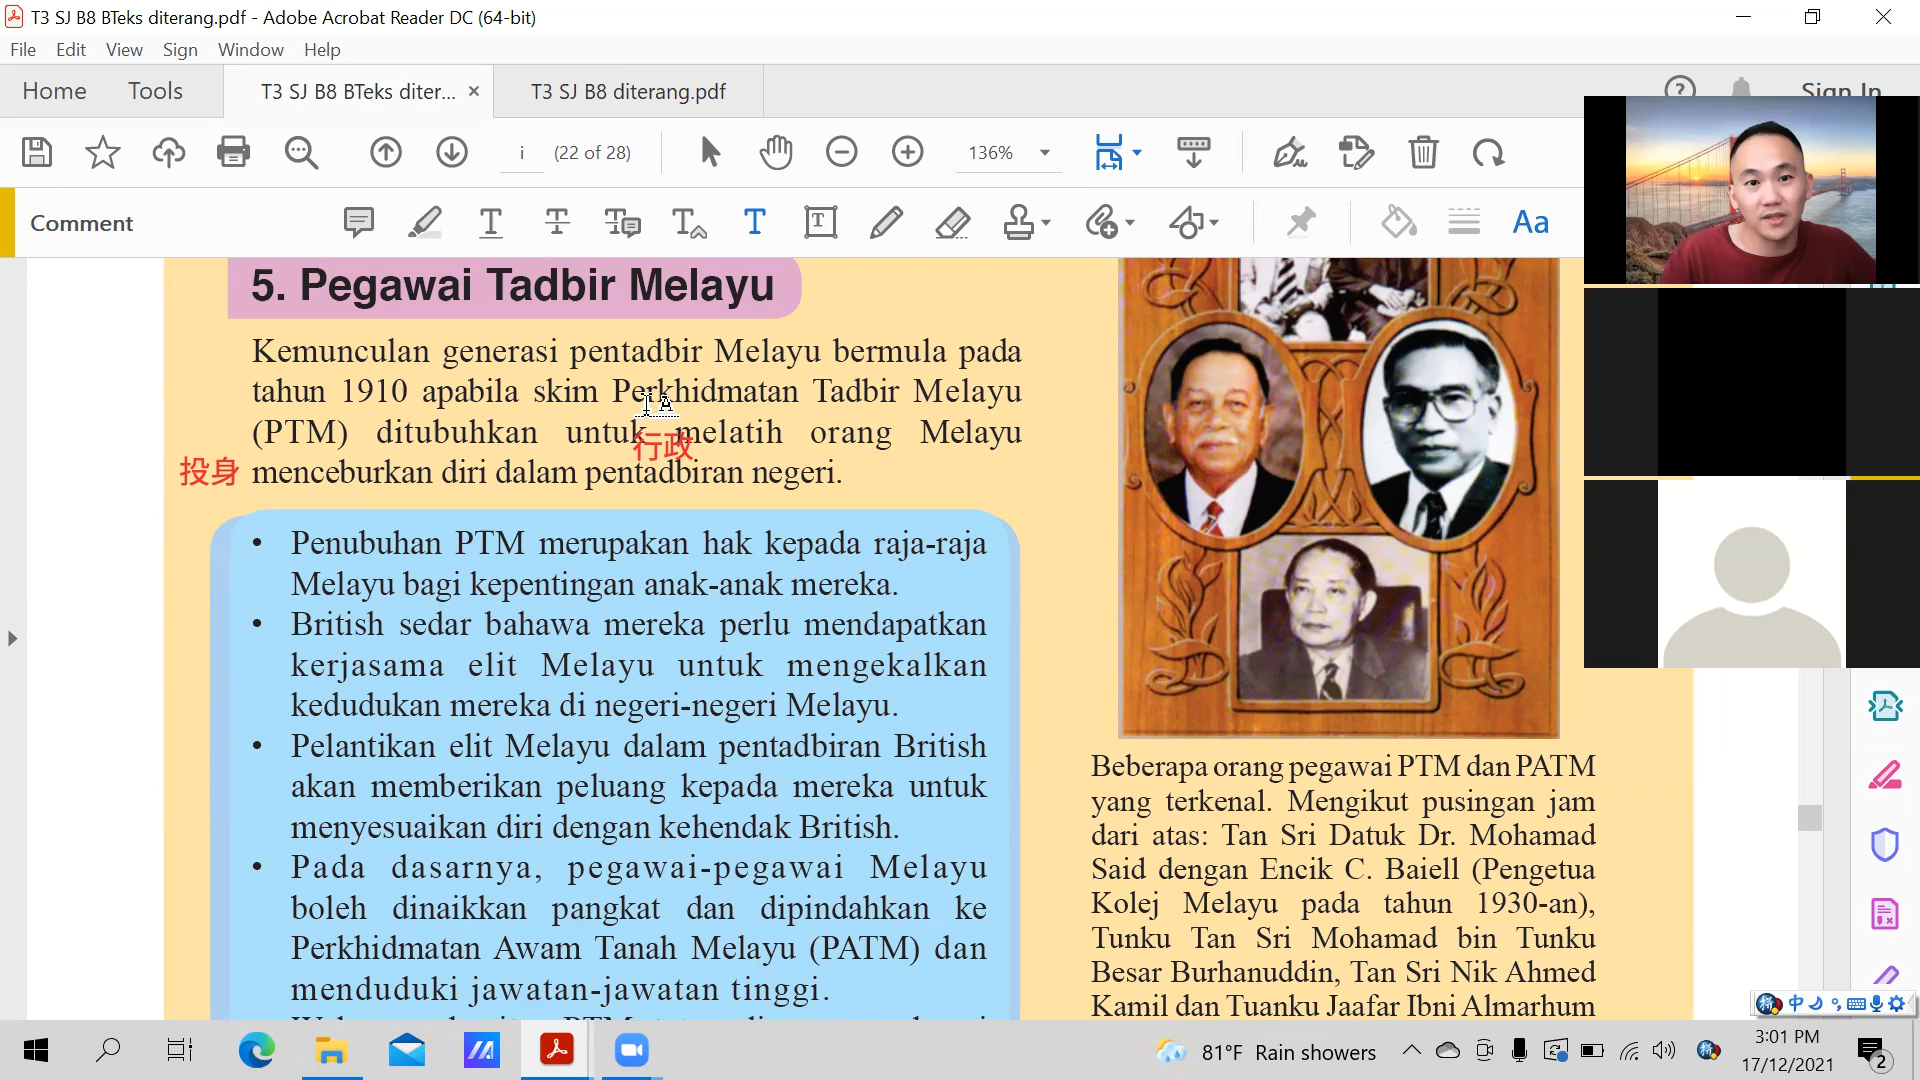 T3 SJ B8 BTeks diterang.pdf - Adobe Acrobat Reader DC (64-bit)
File Edit View Sign Window Help
Home Tools T3 SJ B8 BTeks diter... T3 SJ B8 diterang.pdf Sign In
i (22 of 28) 136%
Comment
5. Pegawai Tadbir Melayu
Kemunculan generasi pentadbir Melayu bermula pada
tahun 1910 apabila skim Perkhidmatan Tadbir Melayu
(PTM) ditubuhkan untuk melatih orang Melayu
行政
投身 menceburkan diri dalam pentadbiran negeri.
• Penubuhan PTM merupakan hak kepada raja-raja
Melayu bagi kepentingan anak-anak mereka.
• British sedar bahawa mereka perlu mendapatkan
kerjasama elit Melayu untuk mengekalkan
kedudukan mereka di negeri-negeri Melayu.
• Pelantikan elit Melayu dalam pentadbiran British
akan memberikan peluang kepada mereka untuk
menyesuaikan diri dengan kehendak British.
• Pada dasarnya, pegawai-pegawai Melayu
boleh dinaikkan pangkat dan dipindahkan ke
Perkhidmatan Awam Tanah Melayu (PATM) dan
menduduki jawatan-jawatan tinggi.
Beberapa orang pegawai PTM dan PATM
yang terkenal. Mengikut pusingan jam
dari atas: Tan Sri Datuk Dr. Mohamad
Said dengan Encik C. Baiell (Pengetua
Kolej Melayu pada tahun 1930-an),
Tunku Tan Sri Mohamad bin Tunku
Besar Burhanuddin, Tan Sri Nik Ahmed
Kamil dan Tuanku Jaafar Ibni Almarhum
拼 中
81°F Rain showers
3:01 PM
17/12/2021
2